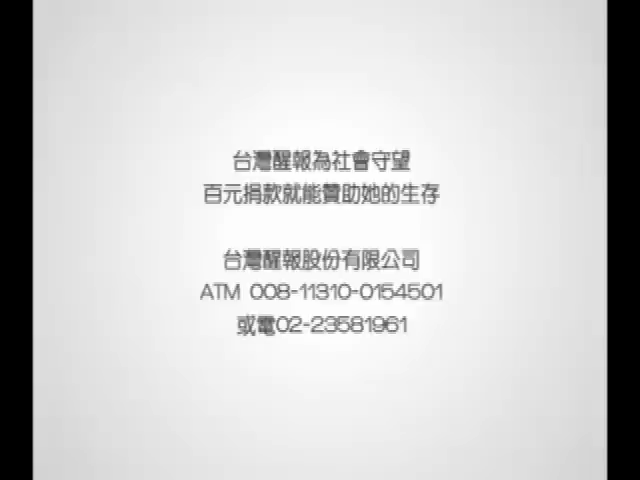 台灣醒報為社會守望
百元捐款就能贊助她的生存
台灣醒報股份有限公司
ATM 008-11310-0154501
或電02-23581961